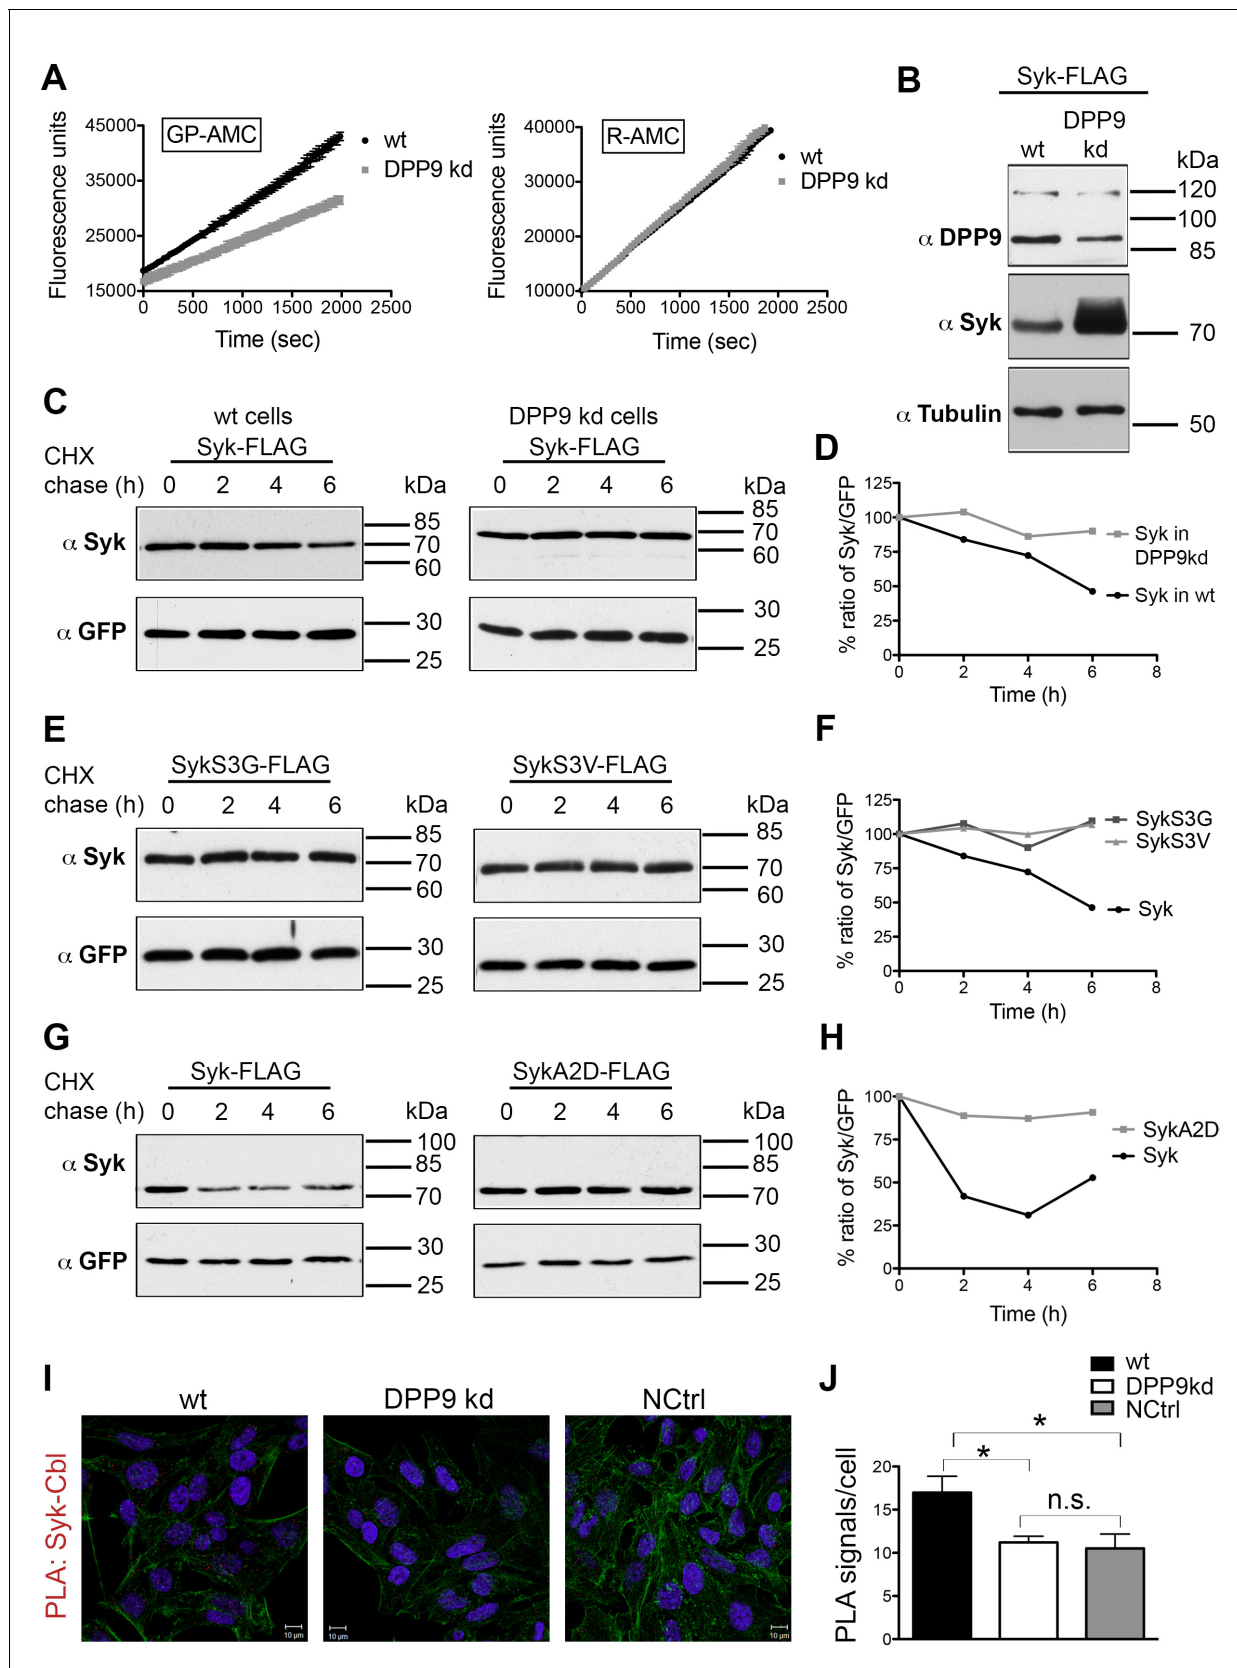 A
Fluorescence units
45000
35000
25000
15000
GP-AMC
wt
DPP9 kd
0 500 1000 1500 2000 2500
Time (sec)
Fluorescence units
40000
30000
20000
10000
R-AMC
wt
DPP9 kd
0 500 1000 1500 2000 2500
Time (sec)
B
Syk-FLAG
DPP9
wt kd
kDa
α DPP9
120
100
85
α Syk
70
α Tubulin
50
C
wt cells
Syk-FLAG
DPP9 kd cells
Syk-FLAG
CHX
chase (h) 0 2 4 6 kDa
0 2 4 6 kDa
α Syk
85
70
60
85
70
60
α GFP
30
25
30
25
D
% ratio of Syk/GFP
125
100
75
50
25
0
Syk in
DPP9kd
Syk in wt
0 2 4 6 8
Time (h)
E
SykS3G-FLAG
SykS3V-FLAG
CHX
chase (h) 0 2 4 6 kDa
0 2 4 6 kDa
α Syk
85
70
60
85
70
60
α GFP
30
25
30
25
F
% ratio of Syk/GFP
125
100
75
50
25
0
SykS3G
SykS3V
Syk
0 2 4 6 8
Time (h)
G
Syk-FLAG
SykA2D-FLAG
CHX
chase (h) 0 2 4 6 kDa
0 2 4 6 kDa
α Syk
100
85
70
100
85
70
α GFP
30
25
30
25
H
% ratio of Syk/GFP
100
75
50
25
0
SykA2D
Syk
0 2 4 6 8
Time (h)
I
wt
DPP9 kd
NCtrl
PLA: Syk-Cbl
10 µm
10 µm
10 µm
J
wt
DPP9kd
NCtrl
PLA signals/cell
20
15
10
5
0
*
*
n.s.